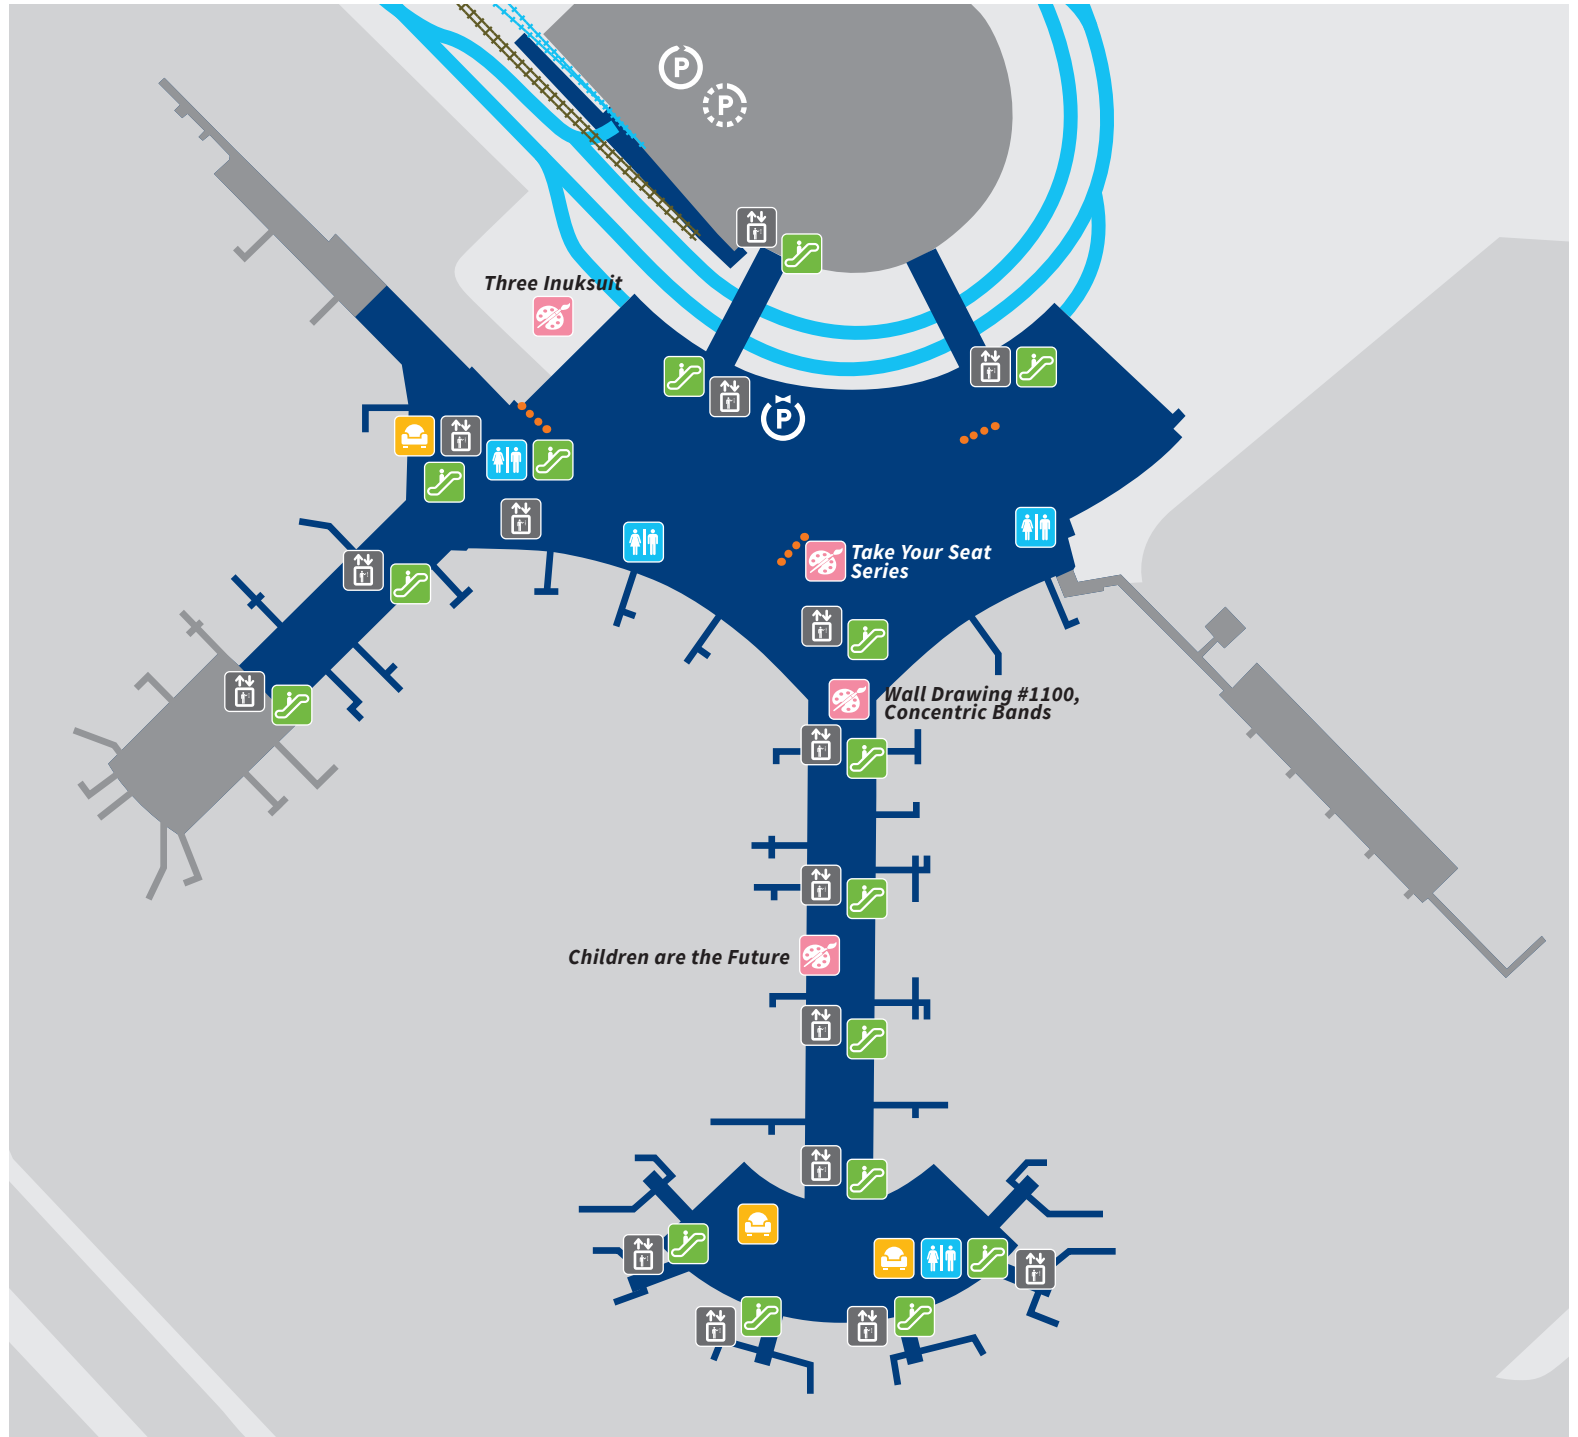 P
P
Three Inuksuit
P
Take Your Seat
Series
Wall Drawing #1100,
Concentric Bands
Children are the Future